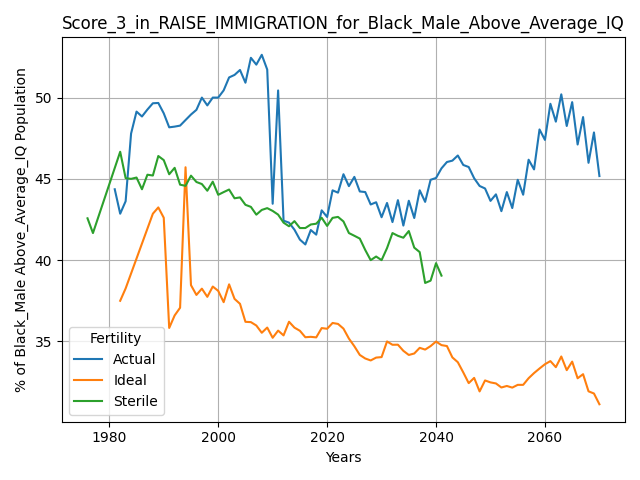 Score_3_in_RAISE_IMMIGRATION_for_Black_Male_Above_Average_IQ
% of Black_Male Above_Average_IQ Population
50
45
40
35
Fertility
Actual
Ideal
Sterile
1980
2000
2020
2040
2060
Years